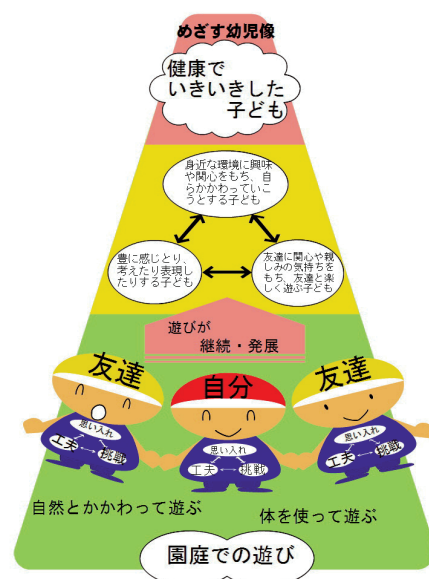 めざす幼児像
健康で
いきいきした
子ども
身近な環境に興味
や関心をもち、自
らかかわっていこ
うとする子ども
豊に感じとり、
考えたり表現し
たりする子ども
友達に関心や親
しみの気持ちを
もち、友達と楽
しく遊ぶ子ども
遊びが
継続・発展
友達
自分
友達
思い入れ
工夫
挑戦
思い入れ
工夫
挑戦
思い入れ
工夫
挑戦
自然とかかわって遊ぶ
体を使って遊ぶ
園庭での遊び